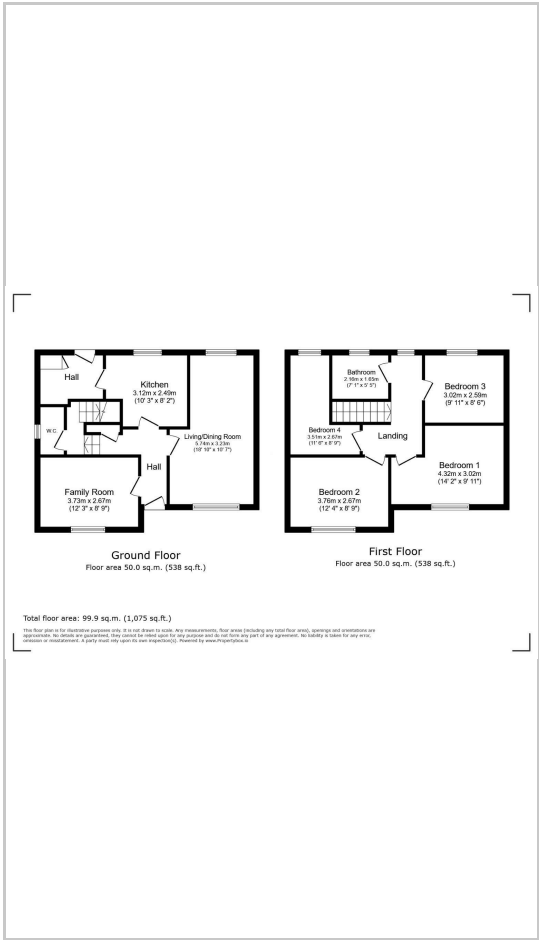 Hall
Kitchen
3.12m x 2.49m
(10' 3" x 8' 2")
W.C.
Living/Dining Room
5.74m x 3.23m
(18' 10" x 10' 7")
Hall
Family Room
3.73m x 2.67m
(12' 3" x 8' 9")
Ground Floor
Floor area 50.0 sq.m. (538 sq.ft.)
Bathroom
2.16m x 1.65m
(7' 1" x 5' 5")
Bedroom 3
3.02m x 2.59m
(9' 11" x 8' 6")
Bedroom 4
3.51m x 2.67m
(11' 6" x 8' 9")
Landing
Bedroom 1
4.32m x 3.02m
(14' 2" x 9' 11")
Bedroom 2
3.76m x 2.67m
(12' 4" x 8' 9")
First Floor
Floor area 50.0 sq.m. (538 sq.ft.)
Total floor area: 99.9 sq.m. (1,075 sq.ft.)
This floor plan is for illustrative purposes only. It is not drawn to scale. Any measurements, floor areas (including any total floor area), openings and orientations are
approximate. No details are guaranteed, they cannot be relied upon for any purpose and do not form any part of any agreement. No liability is taken for any error,
omission or misstatement. A party must rely upon its own inspection(s). Powered by www.Propertybox.io